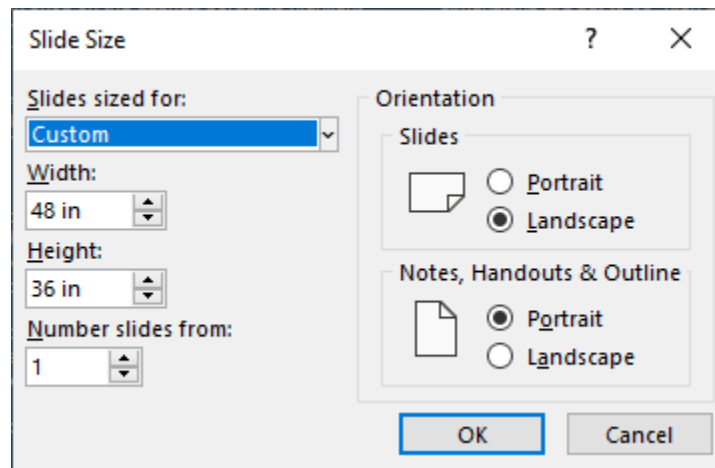 Slide Size
?
Slides sized for:
Custom
Width:
48 in
Height:
36 in
Number slides from:
1
Orientation
Slides
Portrait
Landscape
Notes, Handouts & Outline
Portrait
Landscape
OK
Cancel